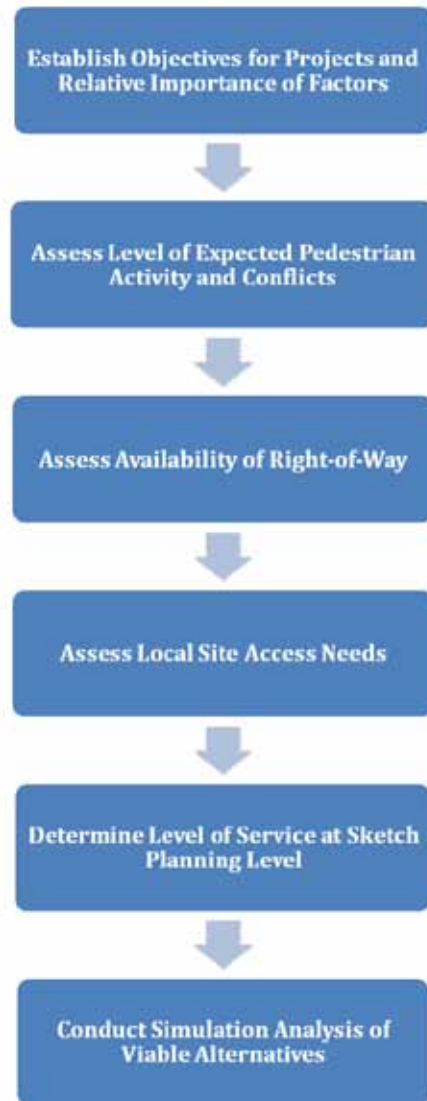 Establish Objectives for Projects and
Relative Importance of Factors
Assess Level of Expected Pedestrian
Activity and Conflicts
Assess Availability of Right-of-Way
Assess Local Site Access Needs
Determine Level of Service at Sketch
Planning Level
Conduct Simulation Analysis of
Viable Alternatives